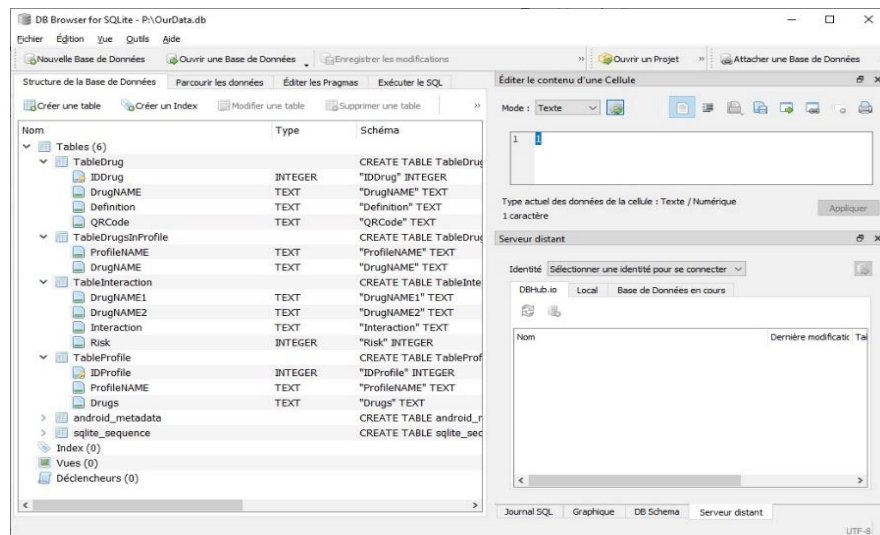 DB Browser for SQLite - P:\OurData.db
Fichier Édition Vue Outils Aide
Nouvelle Base de Données Ouvrir une Base de Données Enregistrer les modifications » Ouvrir un Projet » Attacher une Base de Données
Structure de la Base de Données Parcourir les données Éditer les Pragmas Exécuter le SQL
Créer une table Créer un Index Modifier une table Supprimer une table »
Nom Type Schéma
Tables (6)
TableDrug CREATE TABLE TableDrug
IDDrug INTEGER "IDDrug" INTEGER
DrugNAME TEXT "DrugNAME" TEXT
Definition TEXT "Definition" TEXT
QRCode TEXT "QRCode" TEXT
TableDrugsInProfile CREATE TABLE TableDrug
ProfileNAME TEXT "ProfileNAME" TEXT
DrugNAME TEXT "DrugNAME" TEXT
TableInteraction CREATE TABLE TableInte
DrugNAME1 TEXT "DrugNAME1" TEXT
DrugNAME2 TEXT "DrugNAME2" TEXT
Interaction TEXT "Interaction" TEXT
Risk INTEGER "Risk" INTEGER
TableProfile CREATE TABLE TableProf
IDProfile INTEGER "IDProfile" INTEGER
ProfileNAME TEXT "ProfileNAME" TEXT
Drugs TEXT "Drugs" TEXT
android_metadata CREATE TABLE android_r
sqlite_sequence CREATE TABLE sqlite_sec
Index (0)
Vues (0)
Déclencheurs (0)
Éditer le contenu d'une Cellule
Mode : Texte
1 1
Type actuel des données de la cellule : Texte / Numérique
1 caractère
Appliquer
Serveur distant
Identité Sélectionner une identité pour se connecter
DBHub.io Local Base de Données en cours
Nom Dernière modificatic Tai
Journal SQL Graphique DB Schema Serveur distant
UTF-8